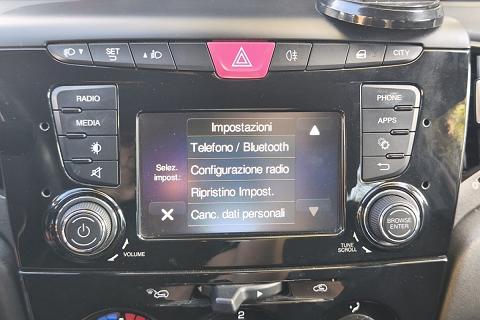 SET
CITY
RADIO
MEDIA
PHONE
APPS
Impostazioni
Telefono / Bluetooth
Selez.
impost.:
Configurazione radio
Ripristino Impost.
Canc. dati personali
BROWSE
ENTER
VOLUME
TUNE
SCROLL
2